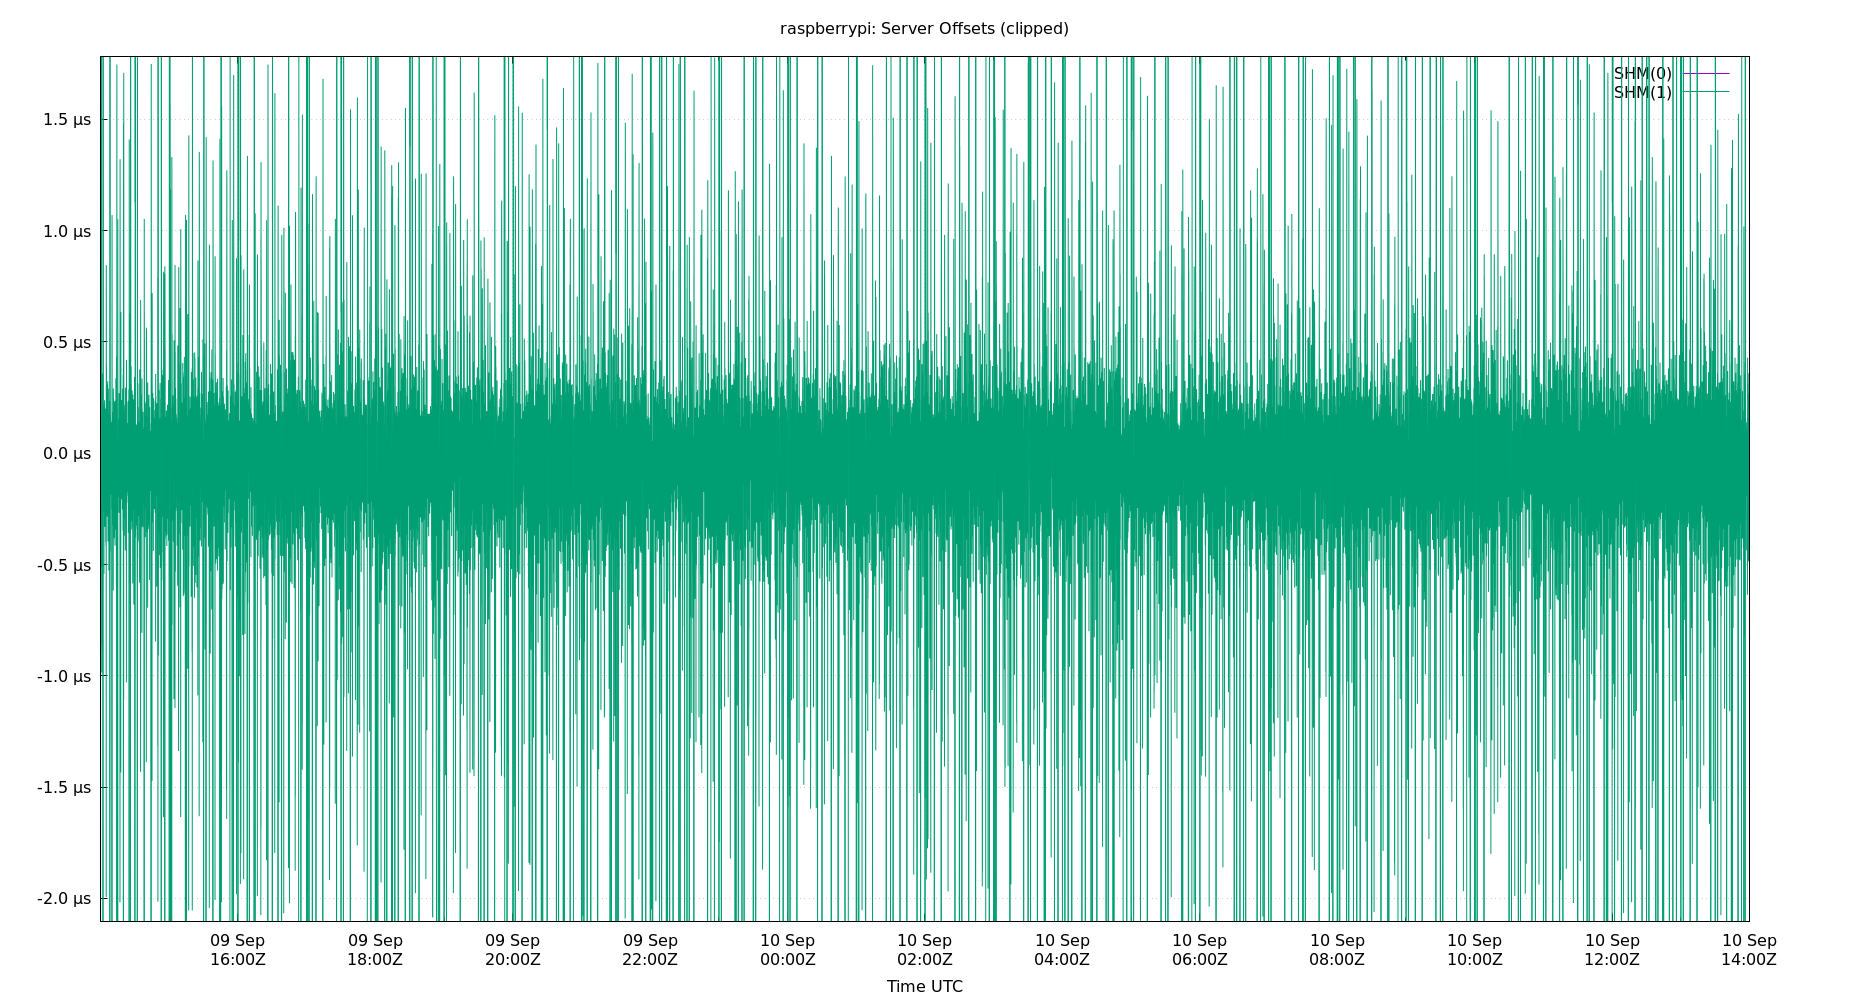 raspberrypi: Server Offsets (clipped)
SHM(0)
SHM(1)
1.5 µs
1.0 µs
0.5 µs
0.0 µs
-0.5 µs
-1.0 µs
-1.5 µs
-2.0 µs
09 Sep 09 Sep 09 Sep 09 Sep 10 Sep 10 Sep 10 Sep 10 Sep 10 Sep 10 Sep 10 Sep 10 Sep
16:00Z 18:00Z 20:00Z 22:00Z 00:00Z 02:00Z 04:00Z 06:00Z 08:00Z 10:00Z 12:00Z 14:00Z
Time UTC